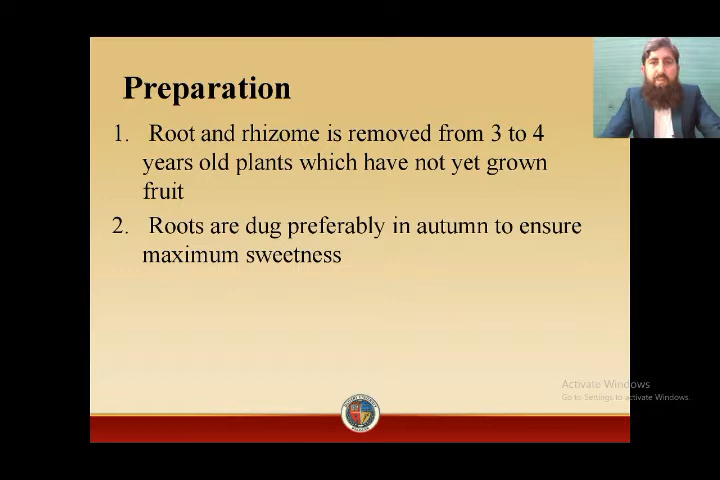 Preparation
1. Root and rhizome is removed from 3 to 4
years old plants which have not yet grown
fruit
2. Roots are dug preferably in autumn to ensure
maximum sweetness
Activate Windows
Go to Settings to activate Windows.